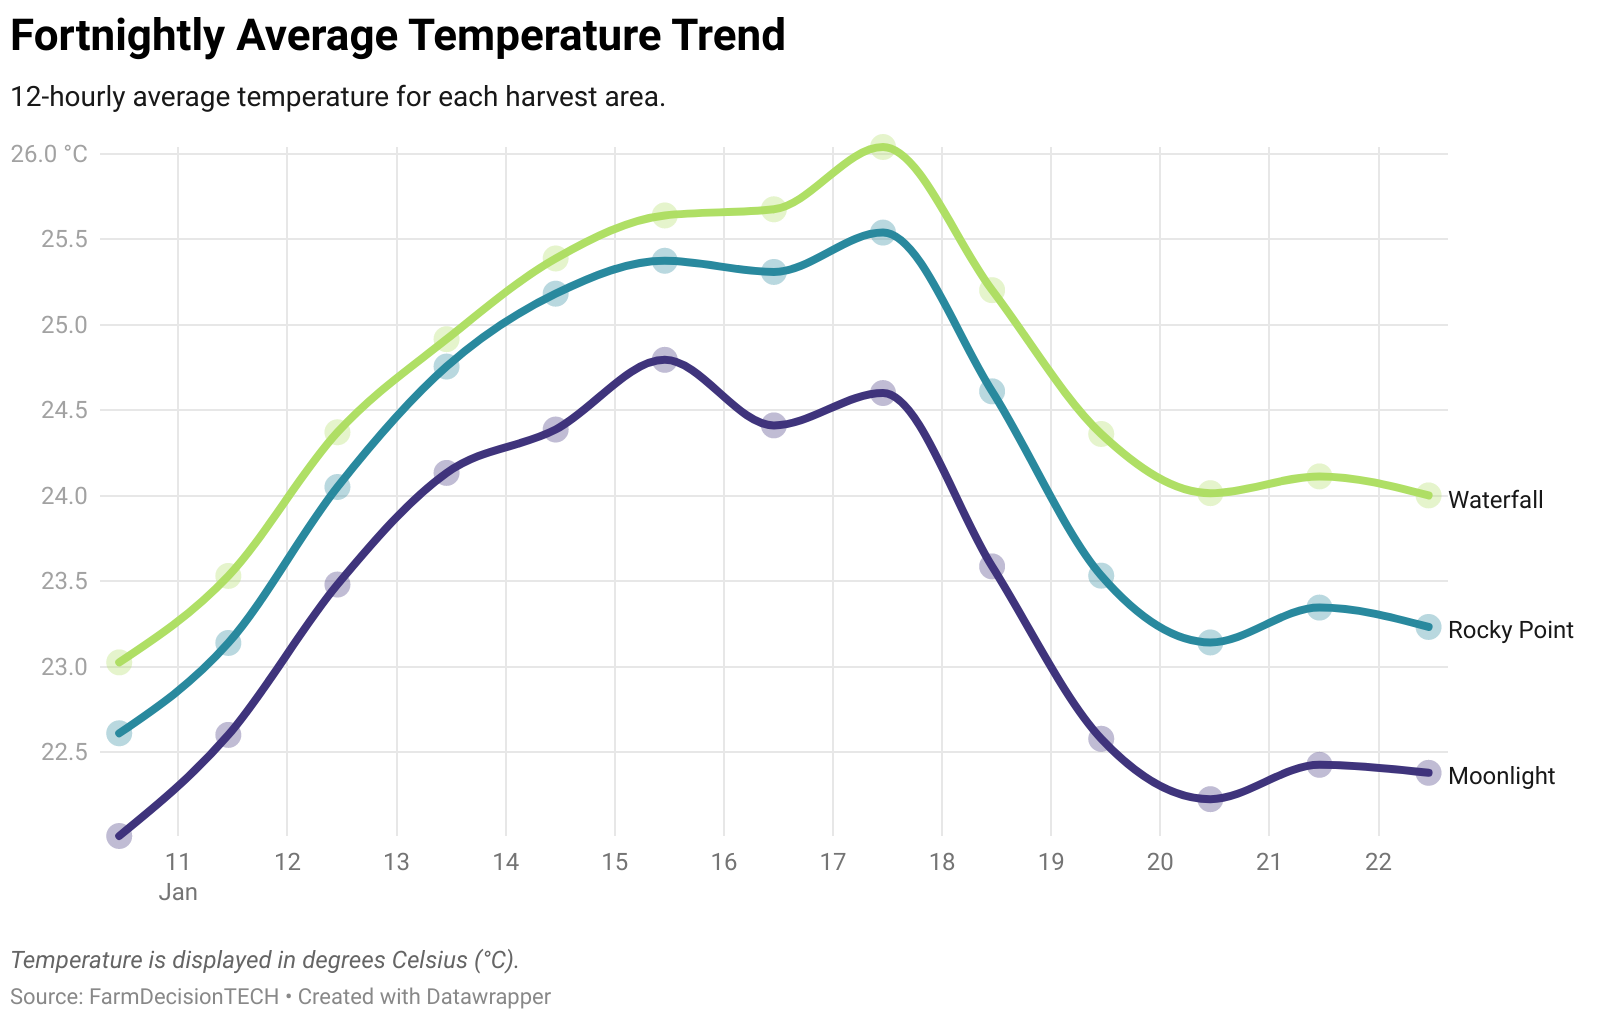 Fortnightly Average Temperature Trend
12-hourly average temperature for each harvest area.
26.0 °C
25.5
25.0
24.5
24.0
23.5
23.0
22.5
Waterfall
Rocky Point
Moonlight
11 12 13 14 15 16 17 18 19 20 21 22
Jan
Temperature is displayed in degrees Celsius (°C).
Source: FarmDecisionTECH • Created with Datawrapper